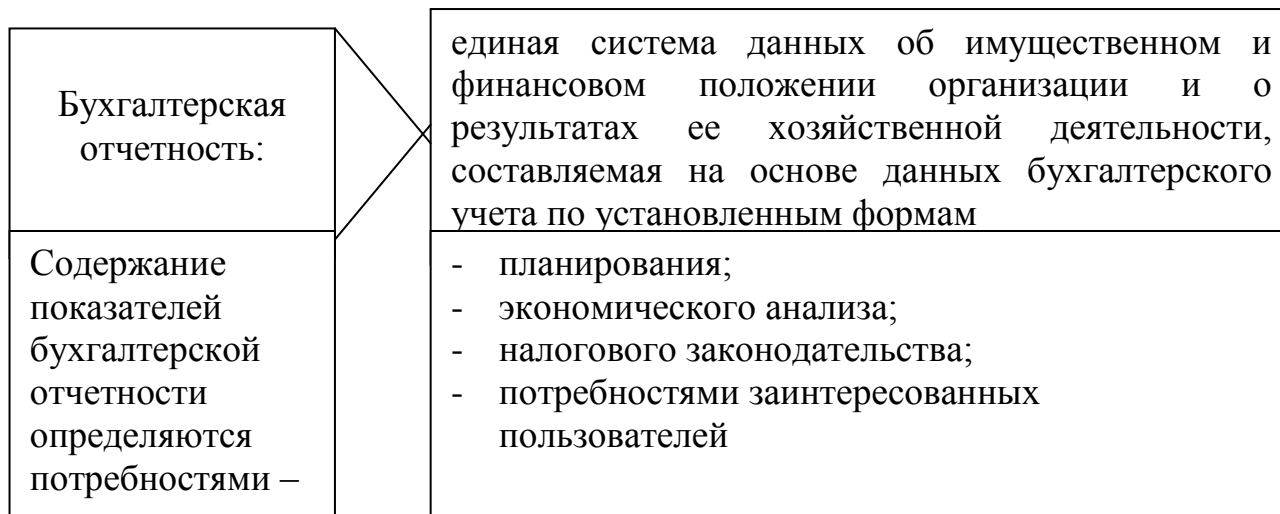 Бухгалтерская
отчетность:
единая система данных об имущественном и
финансовом положении организации и о
результатах ее хозяйственной деятельности,
составляемая на основе данных бухгалтерского
учета по установленным формам
Содержание
показателей
бухгалтерской
отчетности
определяются
потребностями –
- планирования;
- экономического анализа;
- налогового законодательства;
- потребностями заинтересованных
пользователей